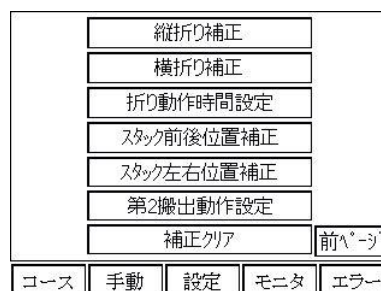 縦折り補正
横折り補正
折り動作時間設定
スタック前後位置補正
スタック左右位置補正
第2搬出動作設定
補正クリア
前ページ
コース 手動 設定 モニタ エラー